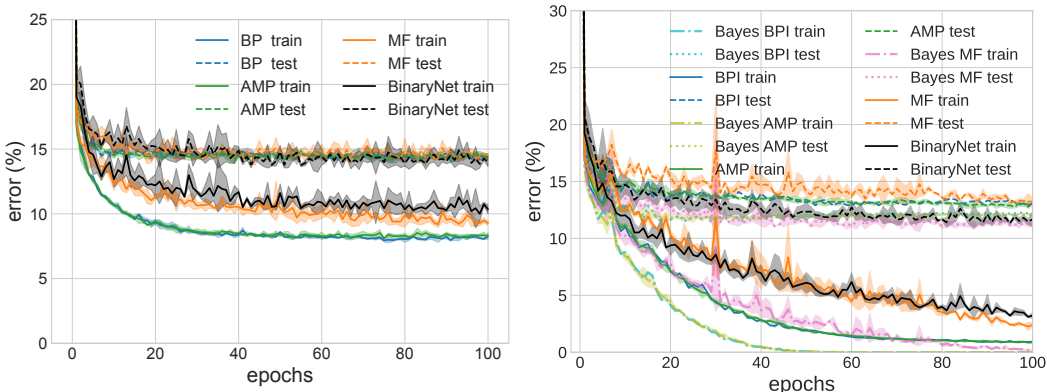 25
20
15
10
5
0
0
20
40
60
80
100
error (%)
epochs
BP train
BP test
AMP train
AMP test
MF train
MF test
BinaryNet train
BinaryNet test
30
25
20
15
10
5
0
0
20
40
60
80
100
error (%)
epochs
Bayes BPI train
Bayes BPI test
BPI train
BPI test
Bayes AMP train
Bayes AMP test
AMP train
AMP test
Bayes MF train
Bayes MF test
MF train
MF test
BinaryNet train
BinaryNet test